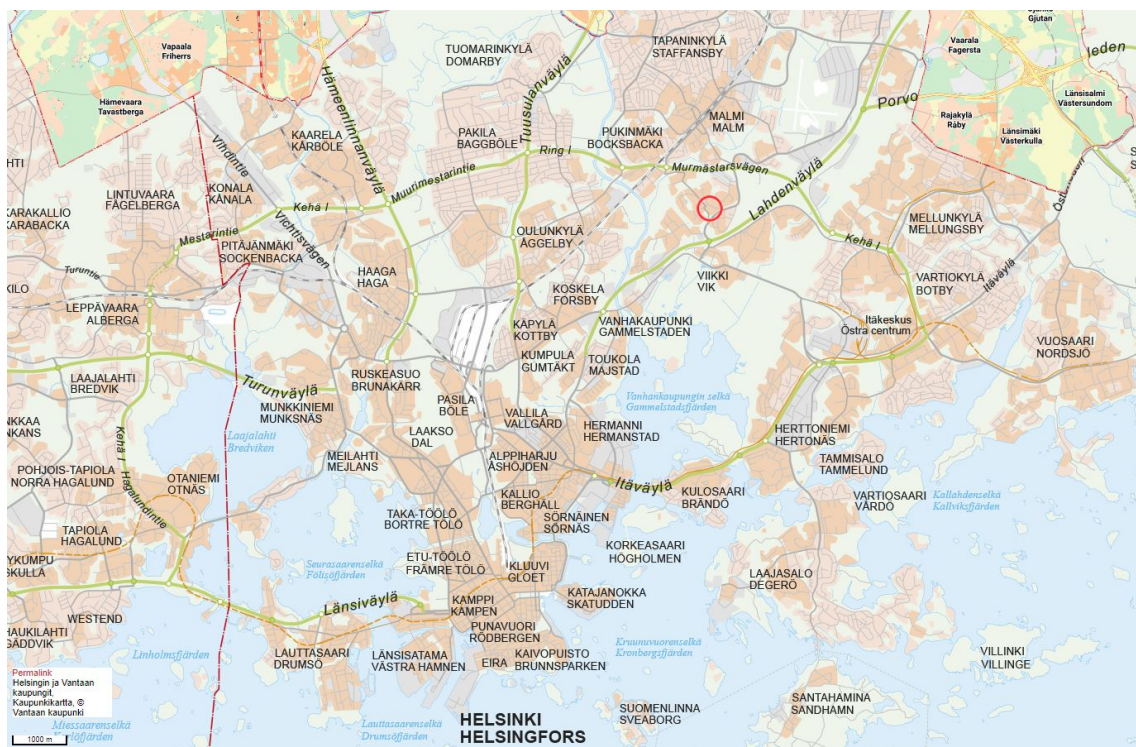 Vapaala
Friherrs
Hämevaara
Tavastberga
TUOMARINKYLÄ
DOMARBY
TAPANINKYLÄ
STAFFANSBY
Gjutan
Vaarala
Fagersta
leden
Länsisalmi
Västersundom
Rajakylä
Råby
Länsimäki
Västerkulla
Porvo
Hämeenlinnanväylä
Tuusulanväylä
Vihdintie
KAARELA
KÅRBÖLE
PAKILA
BAGGBÖLE
PUKINMÄKI
BOCKSBACKA
MALMI
MALM
Ring I
Murmästarsvägen
Lahdenväylä
LINTUVAARA
FÅGELBERGA
KONALA
KÅNALA
Muurimestarintie
Kehä I
Mestarintie
Vichtisvägen
KARAKALLIO
KARABACKA
PITÄJÄNMÄKI
SOCKENBACKA
OULUNKYLÄ
ÅGGELBY
MELLUNKYLÄ
MELLUNGSBY
Kehä I
Turuntie
KILO
HAAGA
HAGA
KOSKELA
FORSBY
VIIKKI
VIK
VARTIOKYLÄ
BOTBY
Itäväylä
LEPPÄVAARA
ALBERGA
KÄPYLÄ
KOTTBY
VANHAKAUPUNKI
GAMMELSTADEN
Itäkeskus
Östra centrum
KUMPULA
GUMTÄKT
TOUKOLA
MAJSTAD
VUOSAARI
NORDSJÖ
LAAJALAHTI
BREDVIK
Turunväylä
RUSKEASUO
BRUNAKÄRR
MUNKKINIEMI
MUNKSNÄS
PASILA
BÖLE
VALLILA
VALLGÅRD
Vanhankaupungin selkä
Gammelstadsfjärden
HERMANNI
HERMANSTAD
HERTTONIEMI
HERTONÄS
Laajalahti
Bredviken
LAAKSO
DAL
MEILAHTI
MEJLANS
ALPPIHARJU
ÅSHÖJDEN
TAMMISALO
TAMMELUND
Kehä I
Hagalundintie
POHJOIS-TAPIOLA
NORRA HAGALUND
OTANIEMI
OTNÄS
Itäväylä
KULOSAARI
BRÄNDÖ
VARTIOSAARI
VÅRDÖ
Kallahdenselkä
Kallviksfjärden
KALLIO
BERGHÄLL
TAKA-TÖÖLÖ
BORTRE TÖLÖ
SÖRNÄINEN
SÖRNÄS
TAPIOLA
HAGALUND
KORKEASAARI
HÖGHOLMEN
ETU-TÖÖLÖ
FRÄMRE TÖLÖ
Seurasaarenselkä
Fölisöfjärden
KLUUVI
GLOET
LAAJASALO
DEGERÖ
Länsiväylä
KAMPPI
KAMPEN
KATAJANOKKA
SKATUDDEN
WESTEND
PUNAVUORI
RÖDBERGEN
LAUTTASAARI
DRUMSÖ
LÄNSISATAMA
VÄSTRA HAMNEN
EIRA
KAIVOPUISTO
BRUNNSPARKEN
Kruunuvuorenselkä
Kronbergsfjärden
Linholmsfjärden
VILLINKI
VILLINGE
Permalink
Helsingin ja Vantaan
kaupungit,
Kaupunkikartta, ©
Vantaan kaupunki
SANTAHAMINA
SANDHAMN
SUOMENLINNA
SVEABORG
Lauttasaarenselkä
Drumsöfjärden
Miessaarenselkä
HELSINKI
HELSINGFORS
1000 m